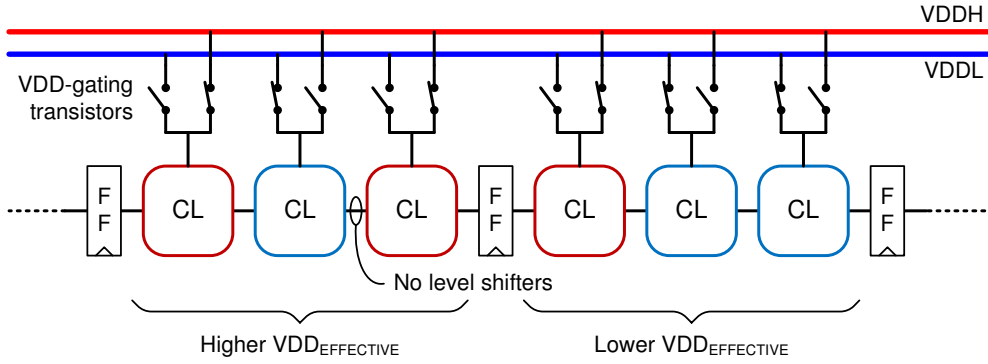 VDDH
VDDL
VDD-gating
transistors
F
F
CL
CL
CL
F
F
CL
CL
CL
F
F
No level shifters
Higher VDDEFFECTIVE
Lower VDDEFFECTIVE